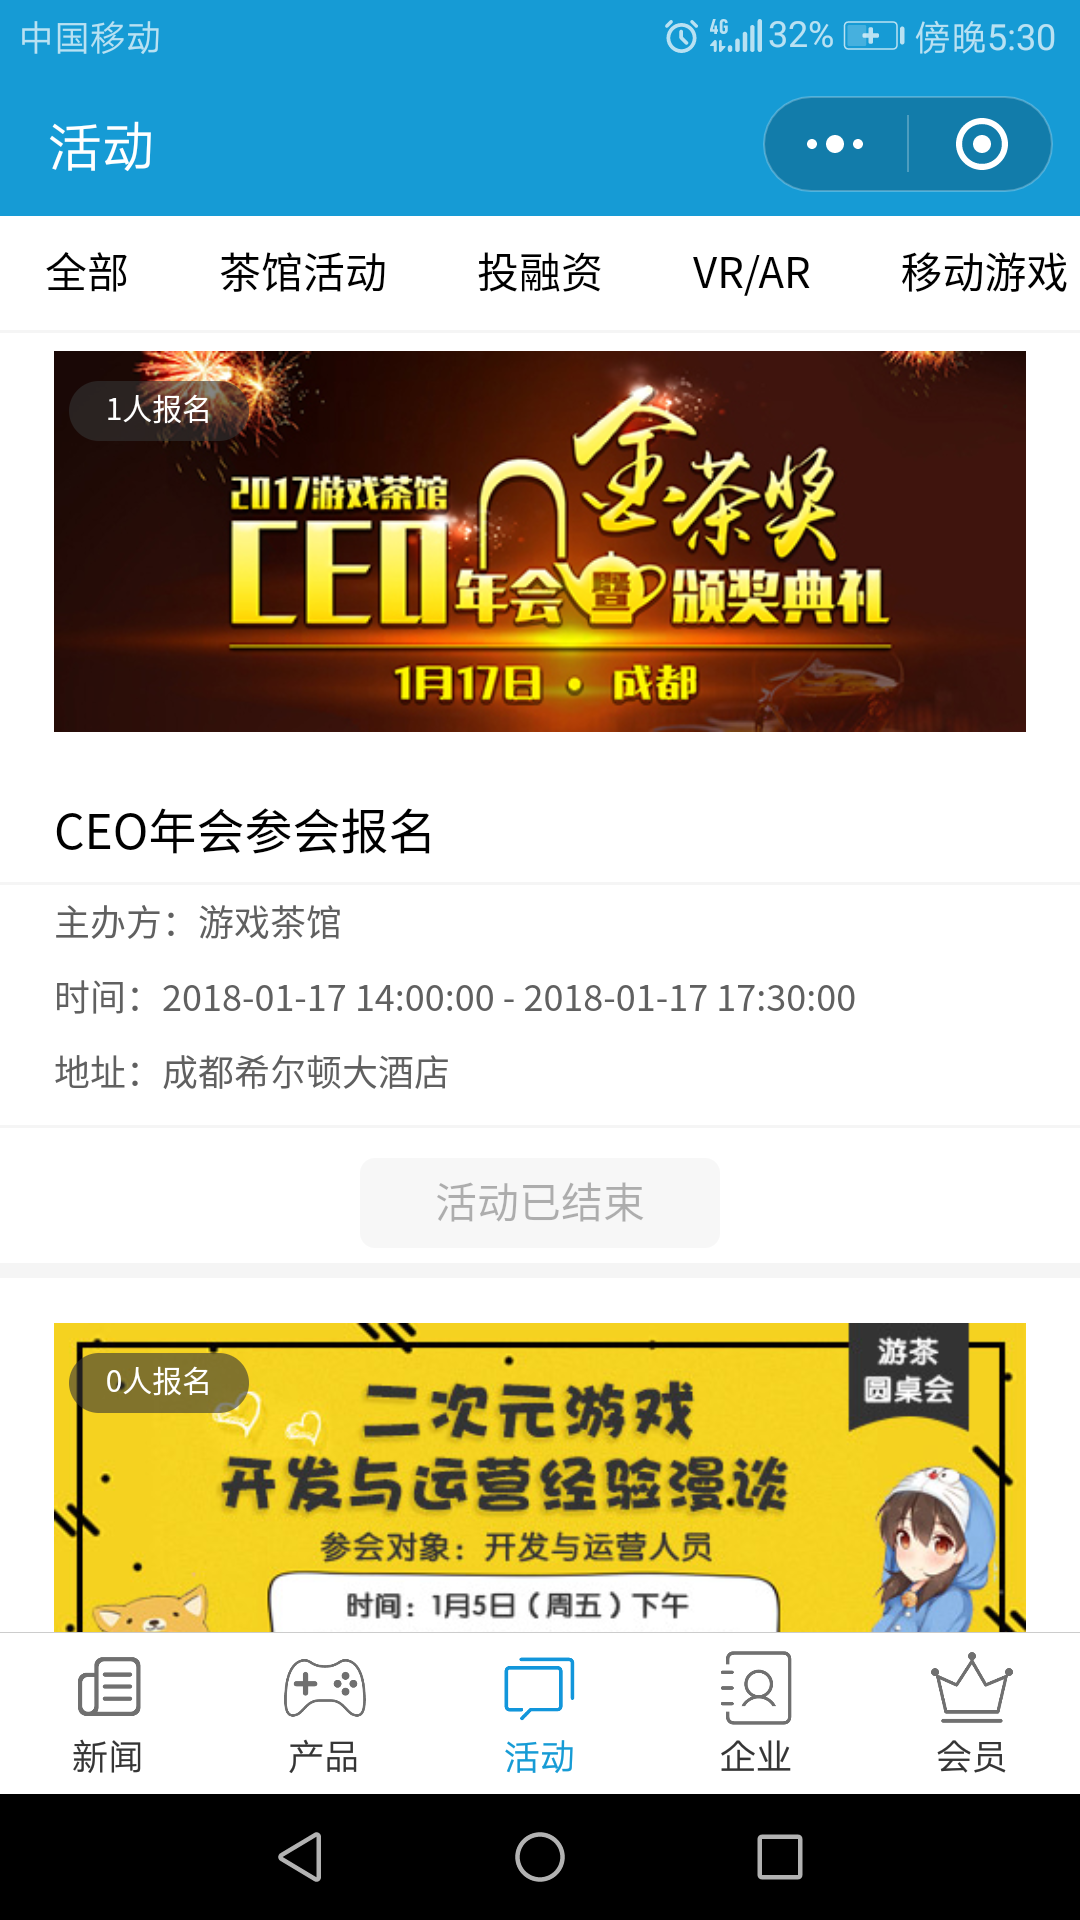 中国移动 4G 32% 傍晚5:30
活动
全部 茶馆活动 投融资 VR/AR 移动游戏
1人报名
金茶奖
2017游戏茶馆
CEO年会暨颁奖典礼
1月17日·成都
CEO年会参会报名
主办方：游戏茶馆
时间：2018-01-17 14:00:00 - 2018-01-17 17:30:00
地址：成都希尔顿大酒店
活动已结束
游茶
圆桌会
0人报名
二次元游戏
开发与运营经验漫谈
参会对象：开发与运营人员
时间：1月5日（周五）下午
新闻 产品 活动 企业 会员